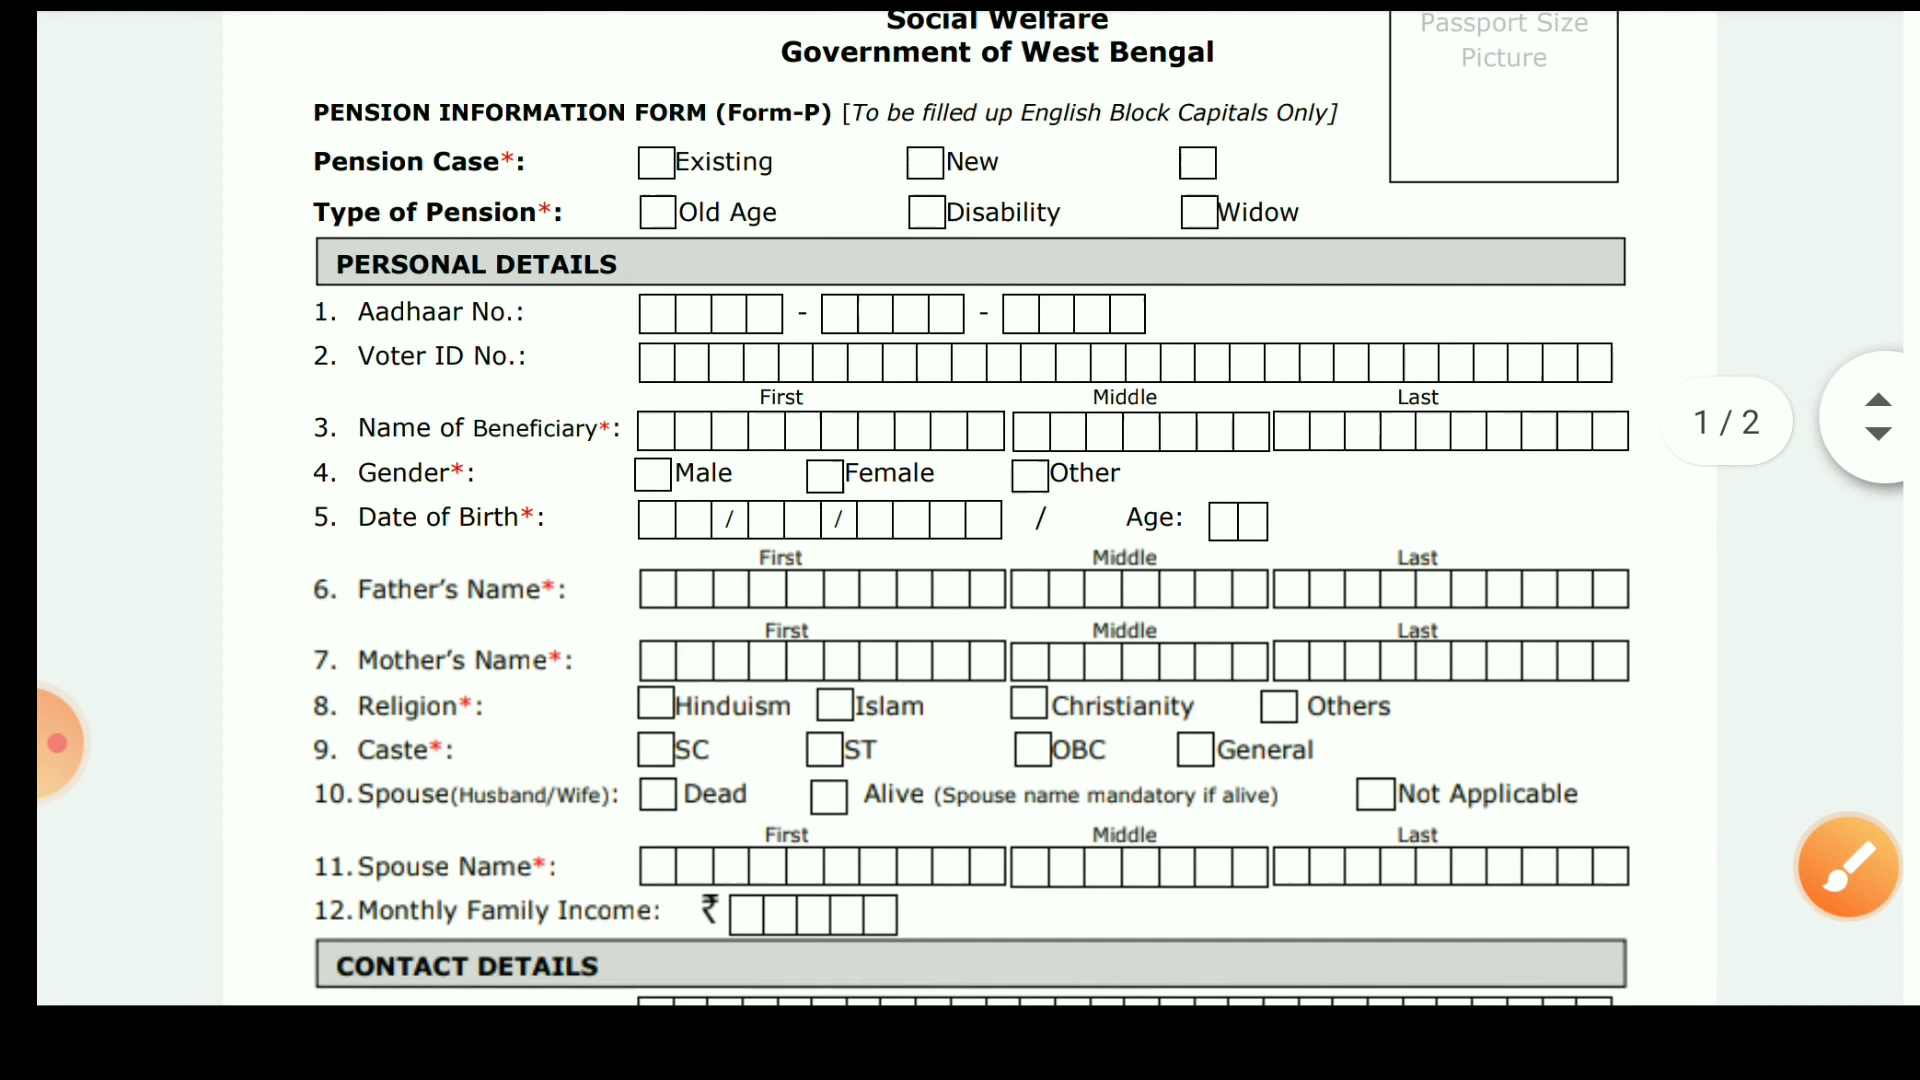 Social Welfare
Government of West Bengal
Passport Size
Picture
PENSION INFORMATION FORM (Form-P) [To be filled up English Block Capitals Only]
Pension Case*: Existing New
Type of Pension*: Old Age Disability Widow
PERSONAL DETAILS
1. Aadhaar No.: - -
2. Voter ID No.:
First Middle Last
3. Name of Beneficiary*:
4. Gender*: Male Female Other
5. Date of Birth*: / / / Age:
First Middle Last
6. Father’s Name*:
First Middle Last
7. Mother’s Name*:
8. Religion*: Hinduism Islam Christianity Others
9. Caste*: SC ST OBC General
10. Spouse(Husband/Wife): Dead Alive (Spouse name mandatory if alive) Not Applicable
First Middle Last
11. Spouse Name*:
12. Monthly Family Income: ₹
CONTACT DETAILS
1 / 2